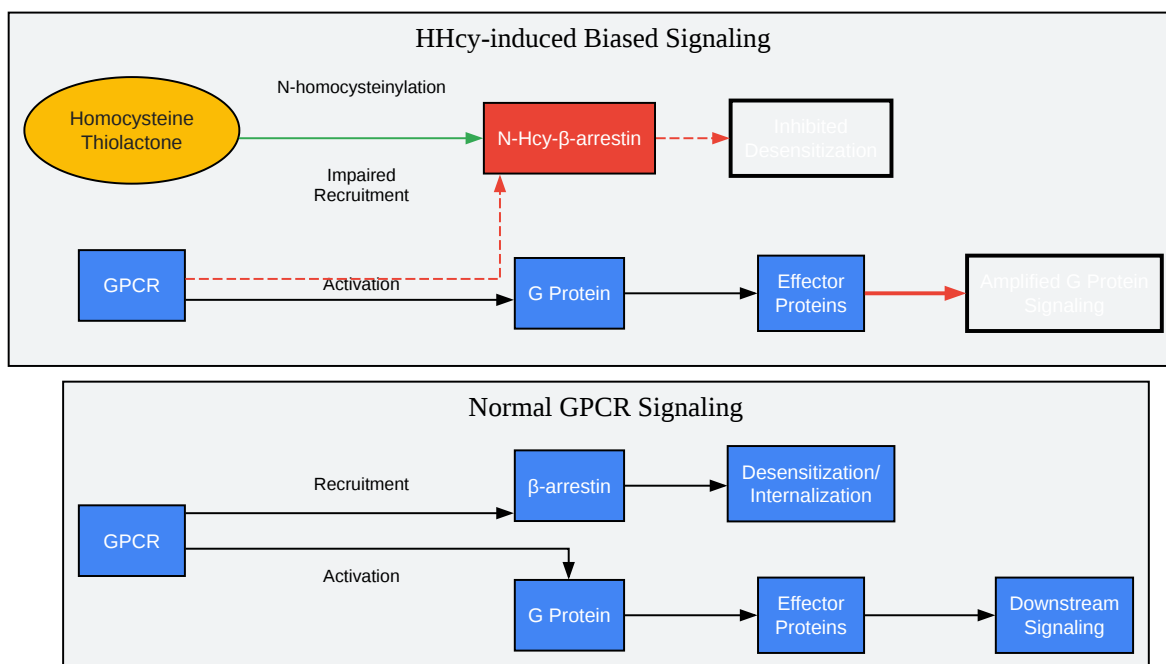 HHcy-induced Biased Signaling
N-homocysteinylation
Homocysteine
Thiolactone
N-Hcy-β-arrestin
Inhibited
Desensitization
Impaired
Recruitment
GPCR
Activation
G Protein
Effector
Proteins
Amplified G Protein
Signaling
Normal GPCR Signaling
Recruitment
β-arrestin
Desensitization/
Internalization
GPCR
Activation
G Protein
Effector
Proteins
Downstream
Signaling